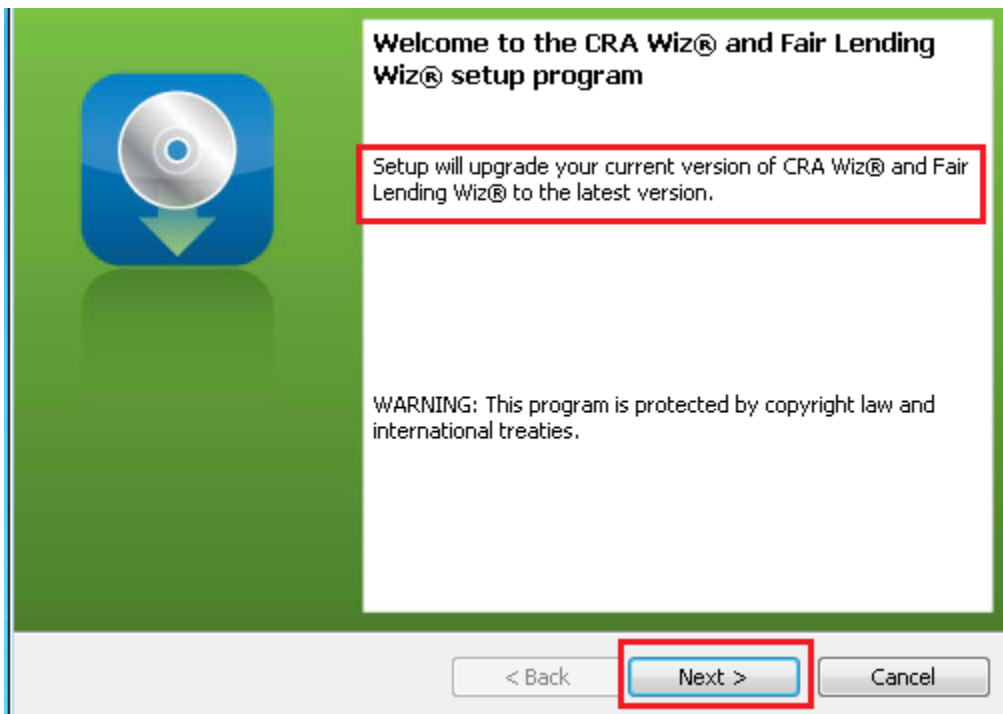 Welcome to the CRA Wiz® and Fair Lending
Wiz® setup program
Setup will upgrade your current version of CRA Wiz® and Fair
Lending Wiz® to the latest version.
WARNING: This program is protected by copyright law and
international treaties.
< Back
Next >
Cancel